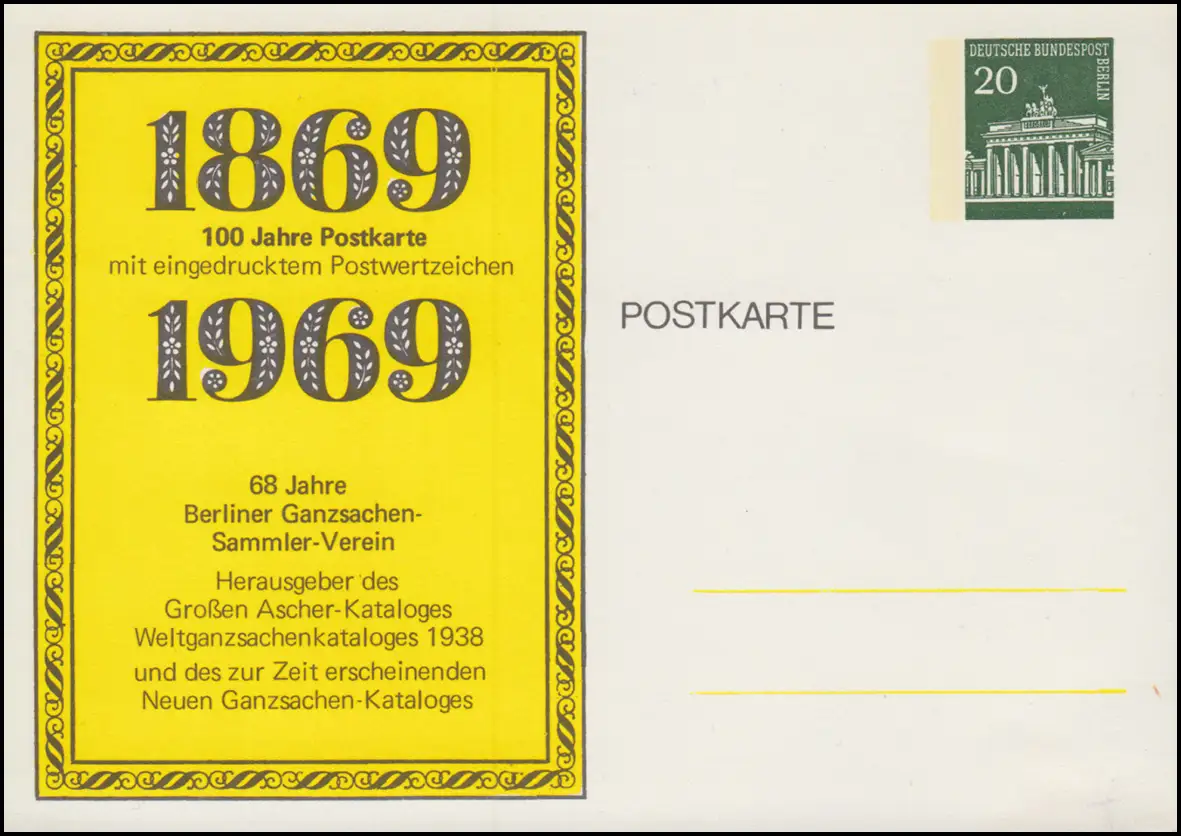 1869
100 Jahre Postkarte
mit eingedrucktem Postwertzeichen
1969
68 Jahre
Berliner Ganzsachen-
Sammler-Verein
Herausgeber des
Großen Ascher-Kataloges
Weltganzsachenkataloges 1938
und des zur Zeit erscheinenden
Neuen Ganzsachen-Kataloges
DEUTSCHE BUNDESPOST
BERLIN
20
POSTKARTE